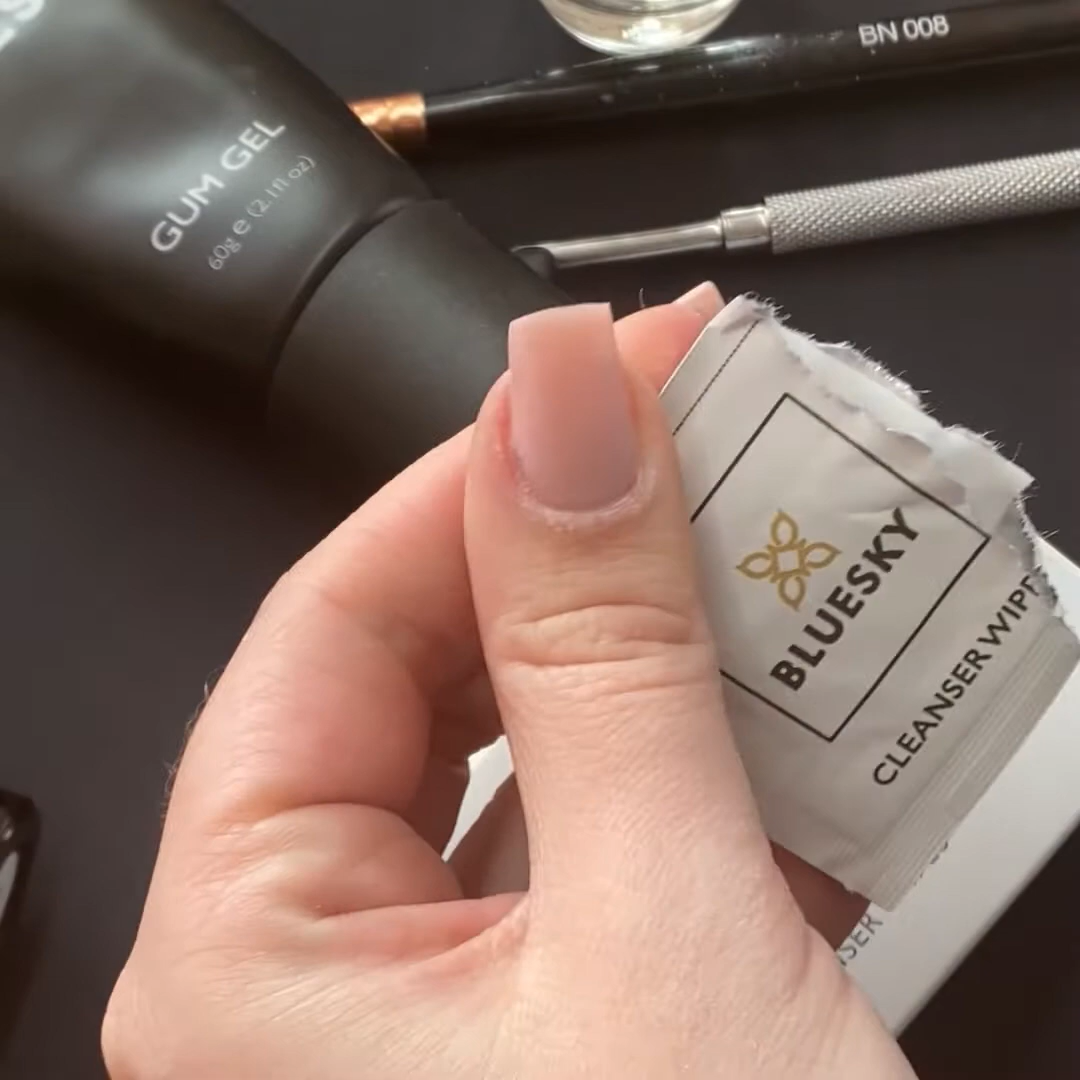 BN 008
GUM GEL
60g e (2.1fl oz)
BLUESKY
CLEANSER WIPE